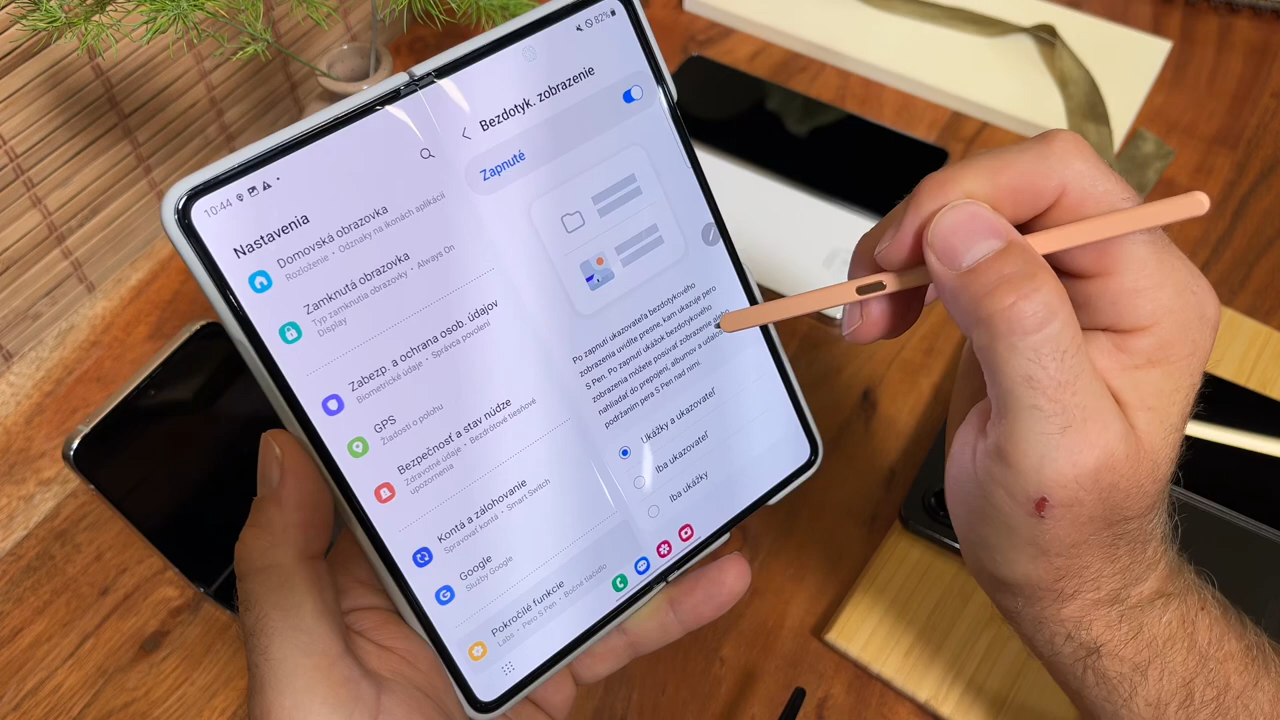 10:44
Nastavenia
Domovská obrazovka
Rozloženie • Odznaky na ikonách aplikácií
Zamknutá obrazovka
Typ zamknutia obrazovky • Always On
Display
Zabezp. a ochrana osob. údajov
Biometrické údaje • Správca povolení
GPS
Žiadosti o polohu
Bezpečnosť a stav núdze
Zdravotné údaje • Bezdrôtové tiesňové
upozornenia
Kontá a zálohovanie
Spravovať kontá • Smart Switch
Google
Služby Google
Pokročilé funkcie
Labs • Pero S Pen • Bočné tlačidlo
82%
Bezdotyk. zobrazenie
Zapnuté
Po zapnutí ukazovateľa bezdotykového
zobrazenia uvidíte presne, kam ukazuje pero
S Pen. Po zapnutí ukážok bezdotykového
zobrazenia môžete posúvať zobrazenie alebo
nahliadať do prepojení, albumov a udalostí
podržaním pera S Pen nad nimi.
Ukážky a ukazovateľ
Iba ukazovateľ
Iba ukážky